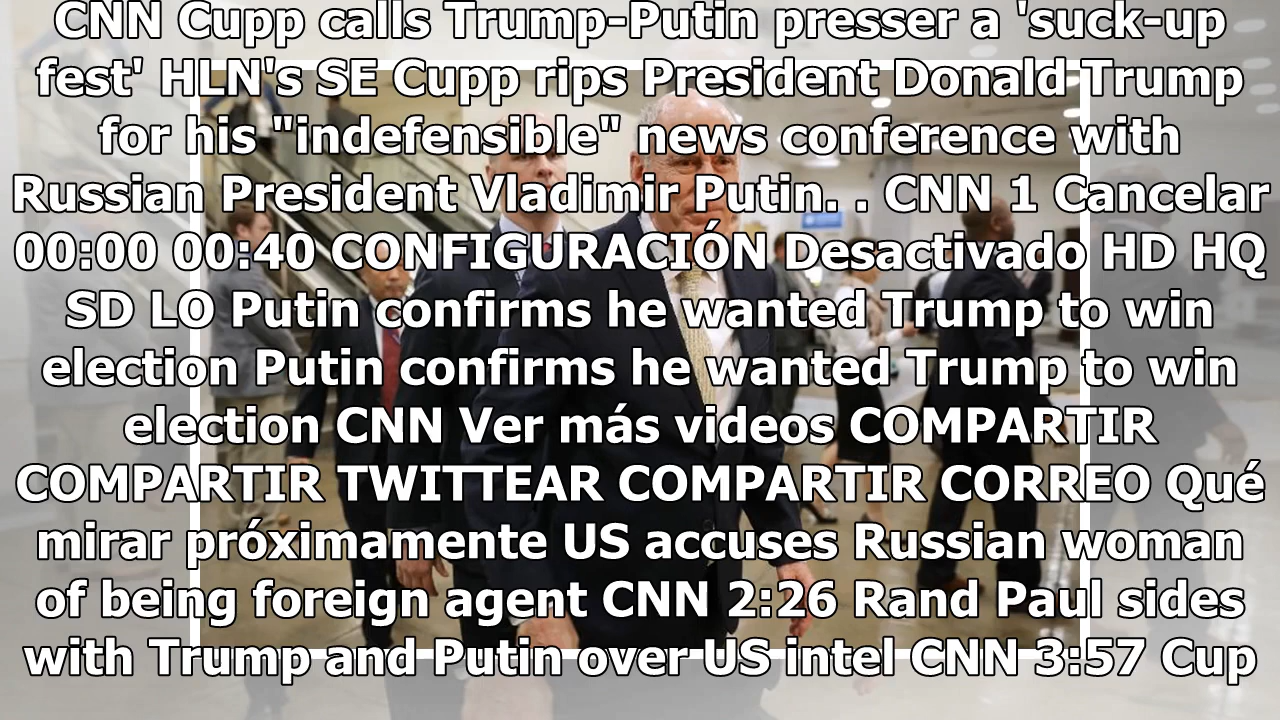 CNN Cupp calls Trump-Putin presser a 'suck-up
fest' HLN's SE Cupp rips President Donald Trump
for his "indefensible" news conference with
Russian President Vladimir Putin. . CNN 1 Cancelar
00:00 00:40 CONFIGURACIÓN Desactivado HD HQ
SD LO Putin confirms he wanted Trump to win
election Putin confirms he wanted Trump to win
election CNN Ver más videos COMPARTIR
COMPARTIR TWITTEAR COMPARTIR CORREO Qué
mirar próximamente US accuses Russian woman
of being foreign agent CNN 2:26 Rand Paul sides
with Trump and Putin over US intel CNN 3:57 Cup